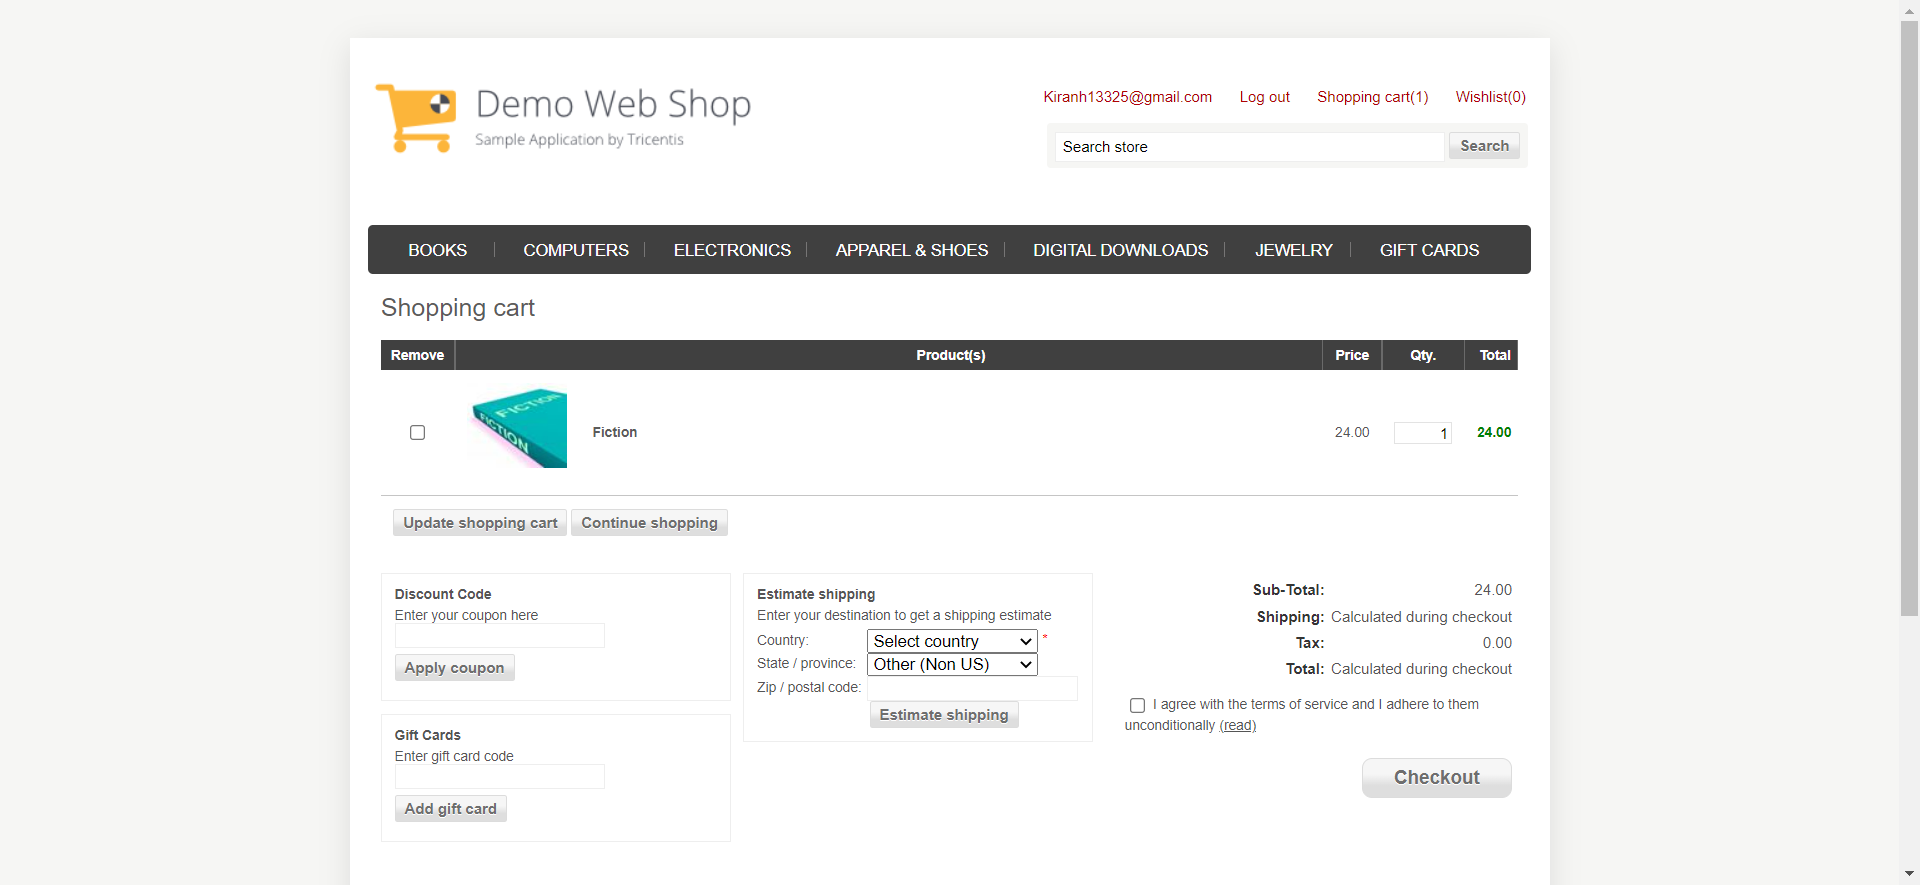 Demo Web Shop
Sample Application by Tricentis
Kiranh13325@gmail.com Log out Shopping cart(1) Wishlist(0)
Search store Search
BOOKS COMPUTERS ELECTRONICS APPAREL & SHOES DIGITAL DOWNLOADS JEWELRY GIFT CARDS
Shopping cart
Remove Product(s) Price Qty. Total
FICTION
FICTION
Fiction 24.00 1 24.00
Update shopping cart Continue shopping
Discount Code
Enter your coupon here
Apply coupon
Gift Cards
Enter gift card code
Add gift card
Estimate shipping
Enter your destination to get a shipping estimate
Country: Select country *
State / province: Other (Non US)
Zip / postal code:
Estimate shipping
Sub-Total: 24.00
Shipping: Calculated during checkout
Tax: 0.00
Total: Calculated during checkout
I agree with the terms of service and I adhere to them
unconditionally (read)
Checkout